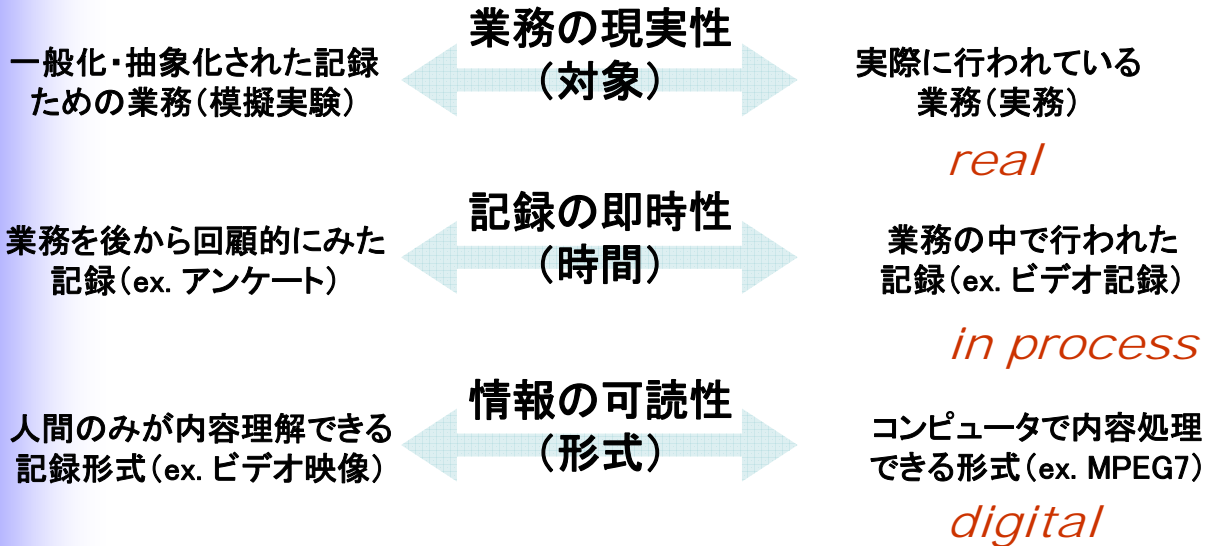 業務の現実性
(対象)
一般化・抽象化された記録
ための業務(模擬実験)
実際に行われている
業務(実務)
real
記録の即時性
(時間)
業務を後から回顧的にみた
記録(ex. アンケート)
業務の中で行われた
記録(ex. ビデオ記録)
in process
情報の可読性
(形式)
人間のみが内容理解できる
記録形式(ex. ビデオ映像)
コンピュータで内容処理
できる形式(ex. MPEG7)
digital